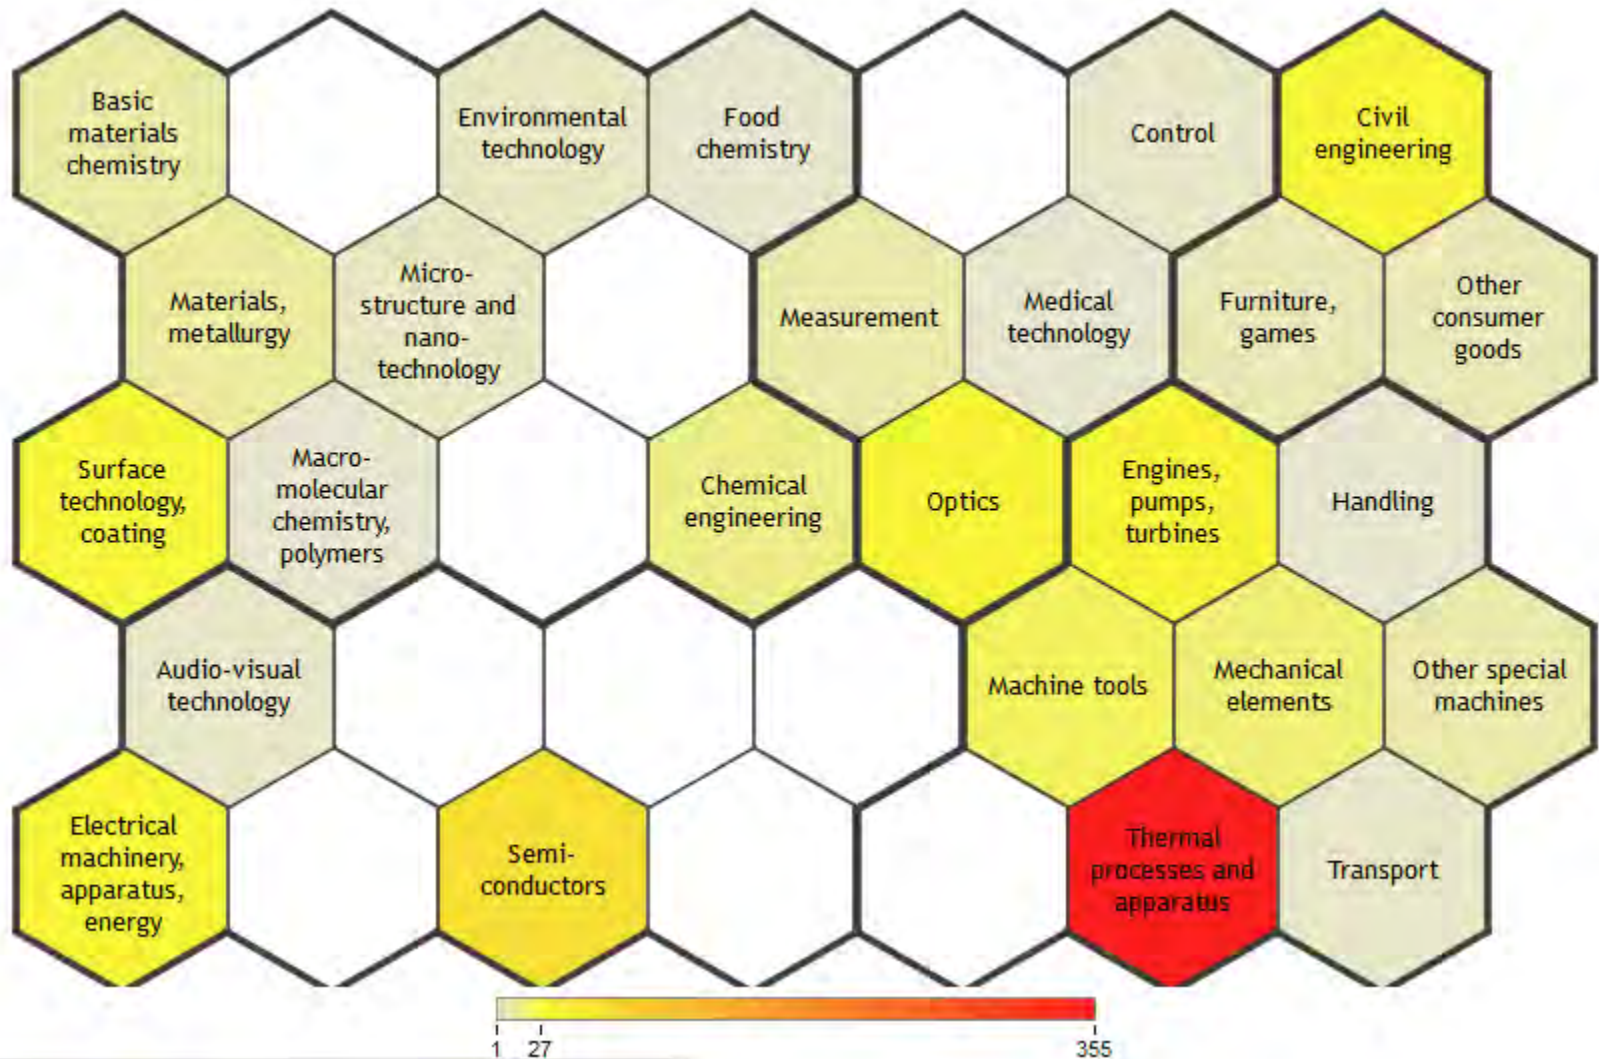 Basic
materials
chemistry
Environmental
technology
Food
chemistry
Control
Civil
engineering
Materials,
metallurgy
Micro-
structure and
nano-
technology
Measurement
Medical
technology
Furniture,
games
Other
consumer
goods
Surface
technology,
coating
Macro-
molecular
chemistry,
polymers
Chemical
engineering
Optics
Engines,
pumps,
turbines
Handling
Audio-visual
technology
Machine tools
Mechanical
elements
Other special
machines
Electrical
machinery,
apparatus,
energy
Semi-
conductors
Thermal
processes and
apparatus
Transport
1 27 355